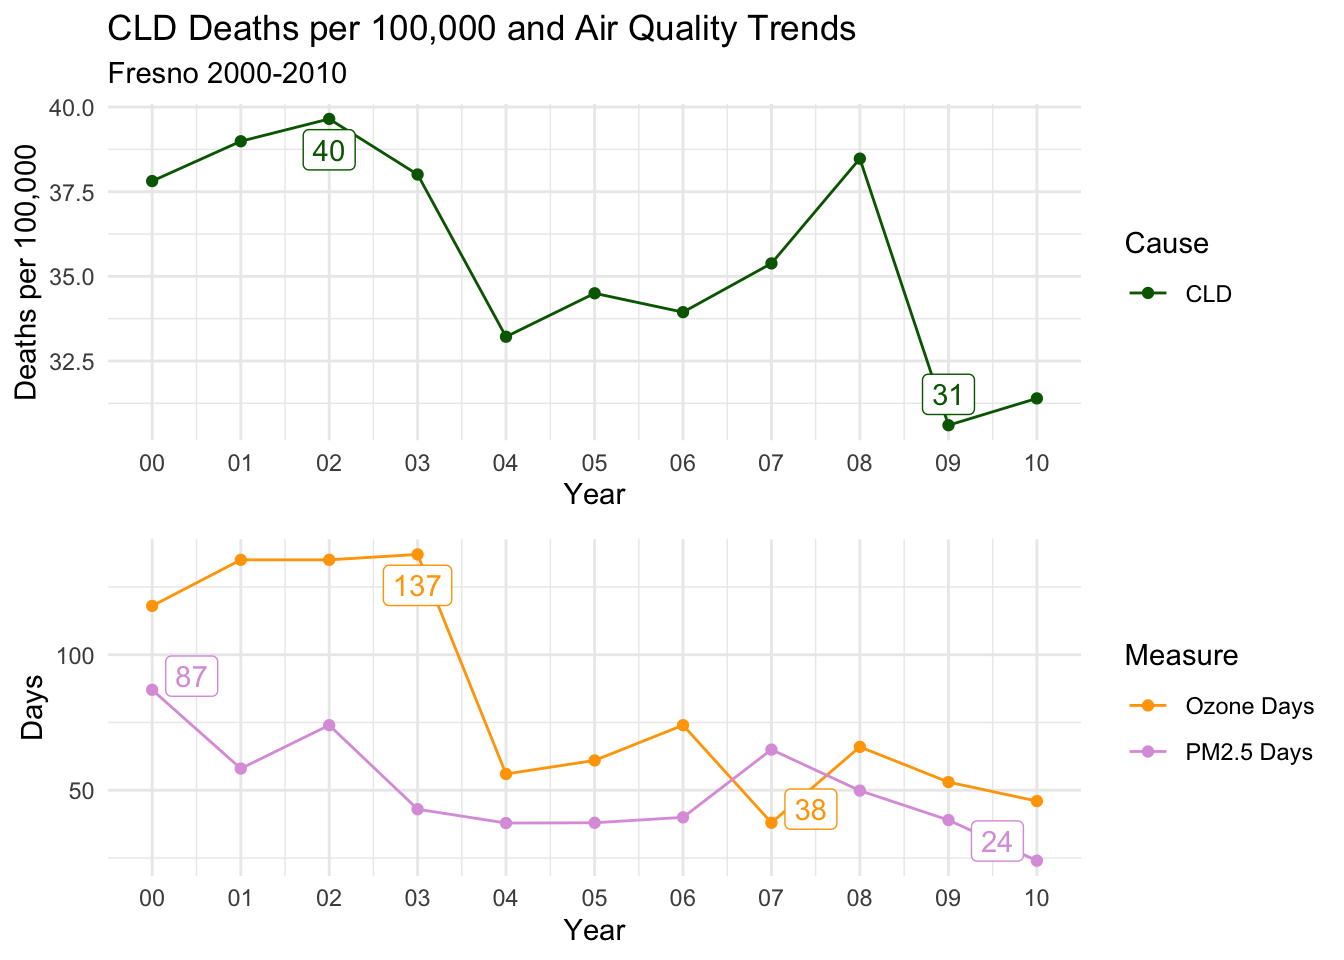 CLD Deaths per 100,000 and Air Quality Trends
Fresno 2000-2010
Deaths per 100,000
40.0
37.5
35.0
32.5
40
31
00 01 02 03 04 05 06 07 08 09 10
Year
Cause
CLD
Days
100
50
137
87
38
24
00 01 02 03 04 05 06 07 08 09 10
Year
Measure
Ozone Days
PM2.5 Days